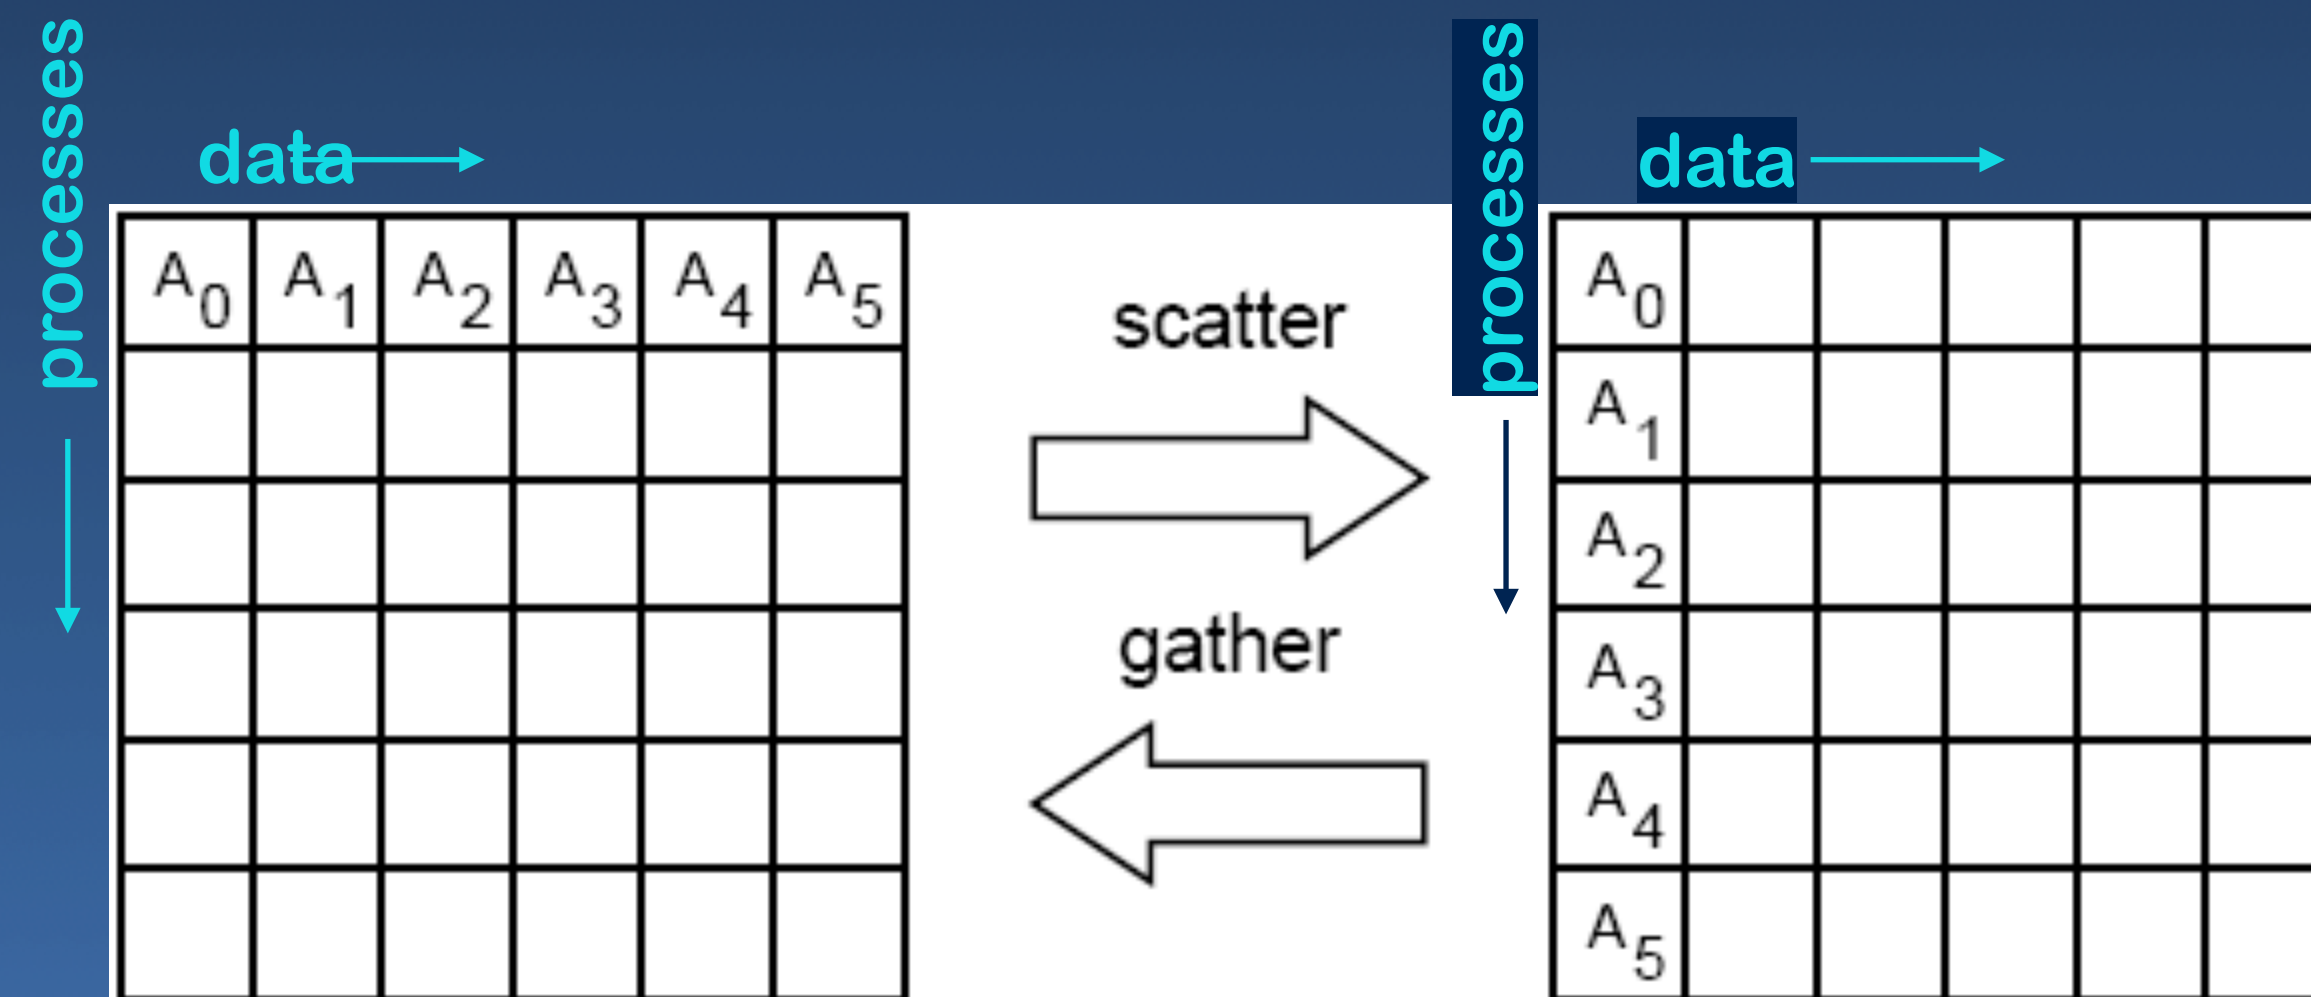 processes
data
A0 A1 A2 A3 A4 A5
scatter
gather
processes
data
A0
A1
A2
A3
A4
A5